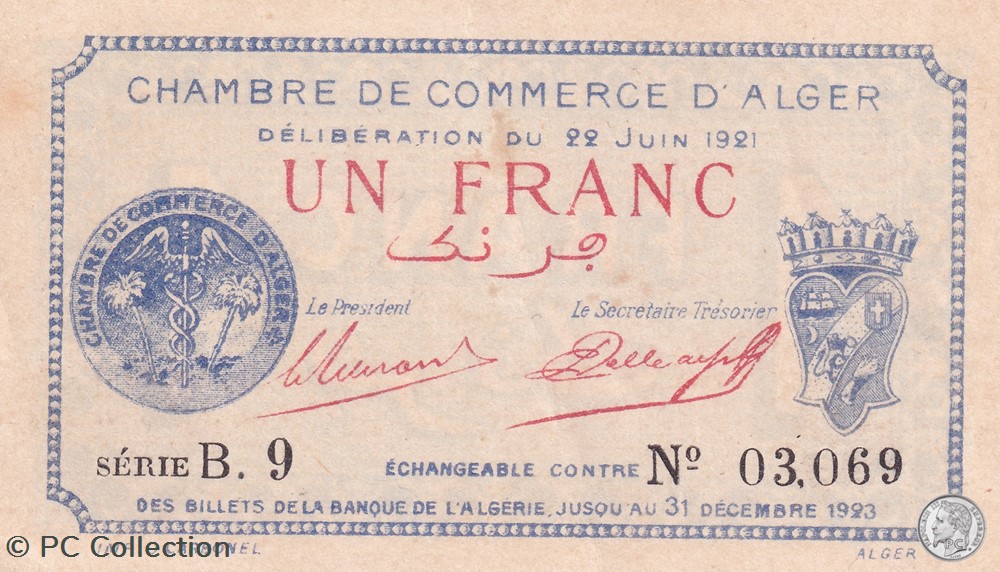 CHAMBRE DE COMMERCE D'ALGER
DÉLIBÉRATION DU 22 JUIN 1921
UN FRANC
فرنك
CHAMBRE DE COMMERCE D'ALGER
Le President
Le Secretaire Trésorier
SÉRIE B. 9
ÉCHANGEABLE CONTRE Nº 03,069
DES BILLETS DE LA BANQUE DE L'ALGÉRIE, JUSQU'AU 31 DÉCEMBRE 1923
© PC Collection
ALGER
PC